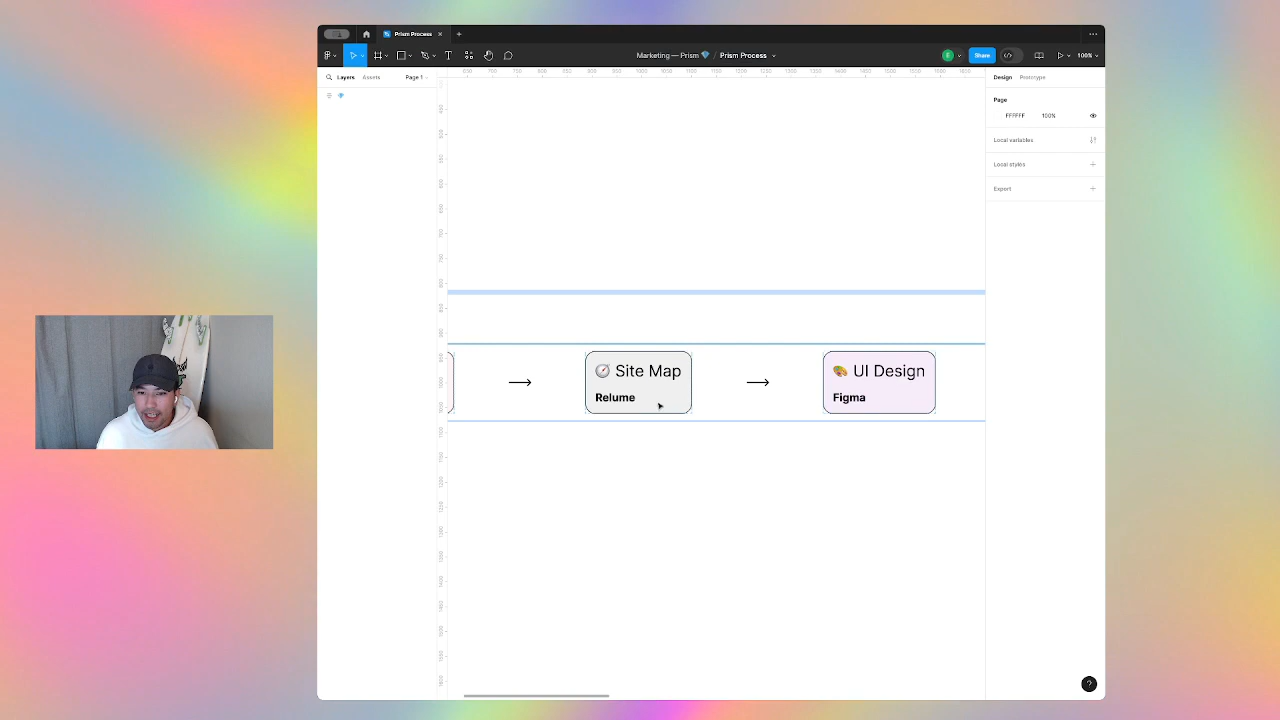 Prism Process
Marketing — Prism 💎 / Prism Process
E
Share
100%
Layers
Assets
Page 1
Design
Prototype
Page
FFFFFF
100%
Local variables
Local styles
Export
🧭 Site Map
Relume
🎨 UI Design
Figma
?